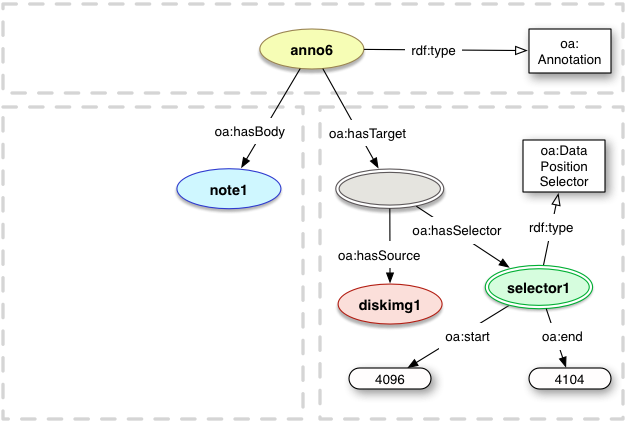 anno6
rdf:type
oa:
Annotation
oa:hasBody
oa:hasTarget
note1
oa:Data
Position
Selector
oa:hasSelector
rdf:type
oa:hasSource
diskimg1
selector1
oa:start
oa:end
4096
4104